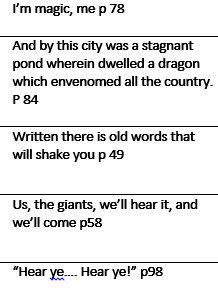 I'm magic, me p 78
And by this city was a stagnant
pond wherein dwelled a dragon
which envenomed all the country.
P 84
Written there is old words that
will shake you p 49
Us, the giants, we'll hear it, and
we'll come p58
"Hear ye.... Hear ye!" p98